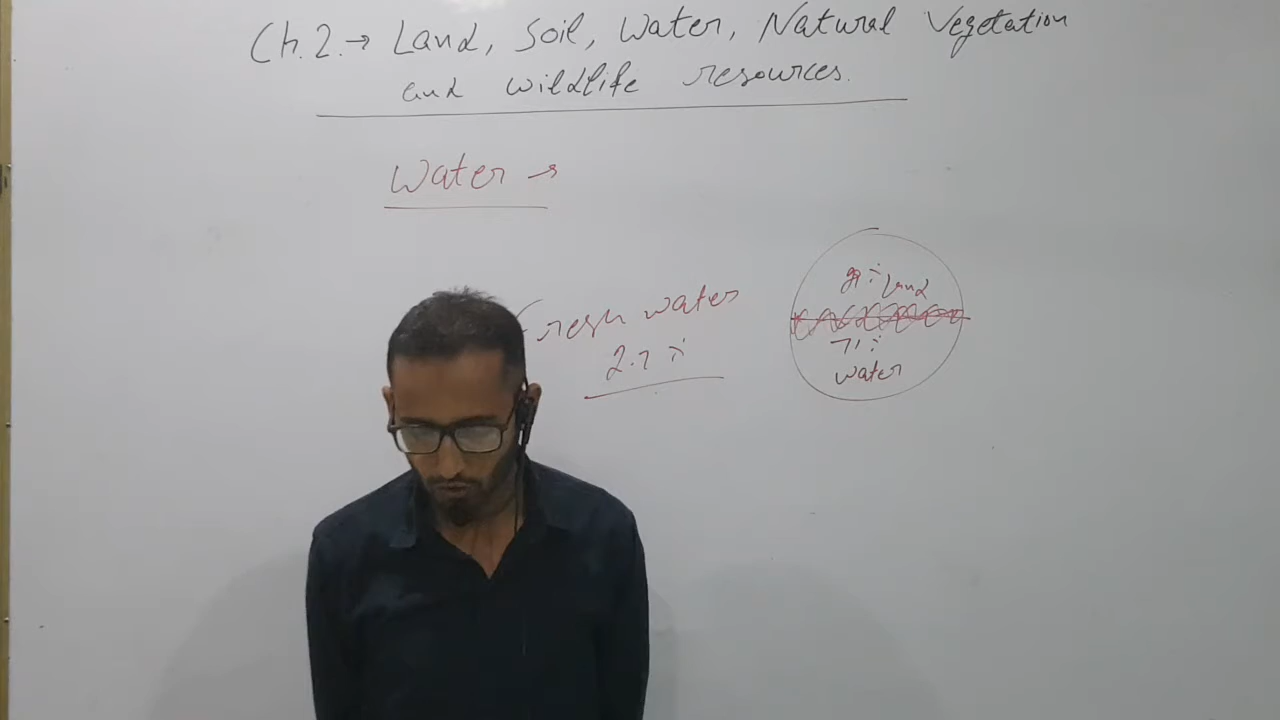 Ch.2. → Land, Soil, Water, Natural Vegetation
and wildlife resources.
Water →
Fresh water
2.7 %
29 % Land
71 %
water